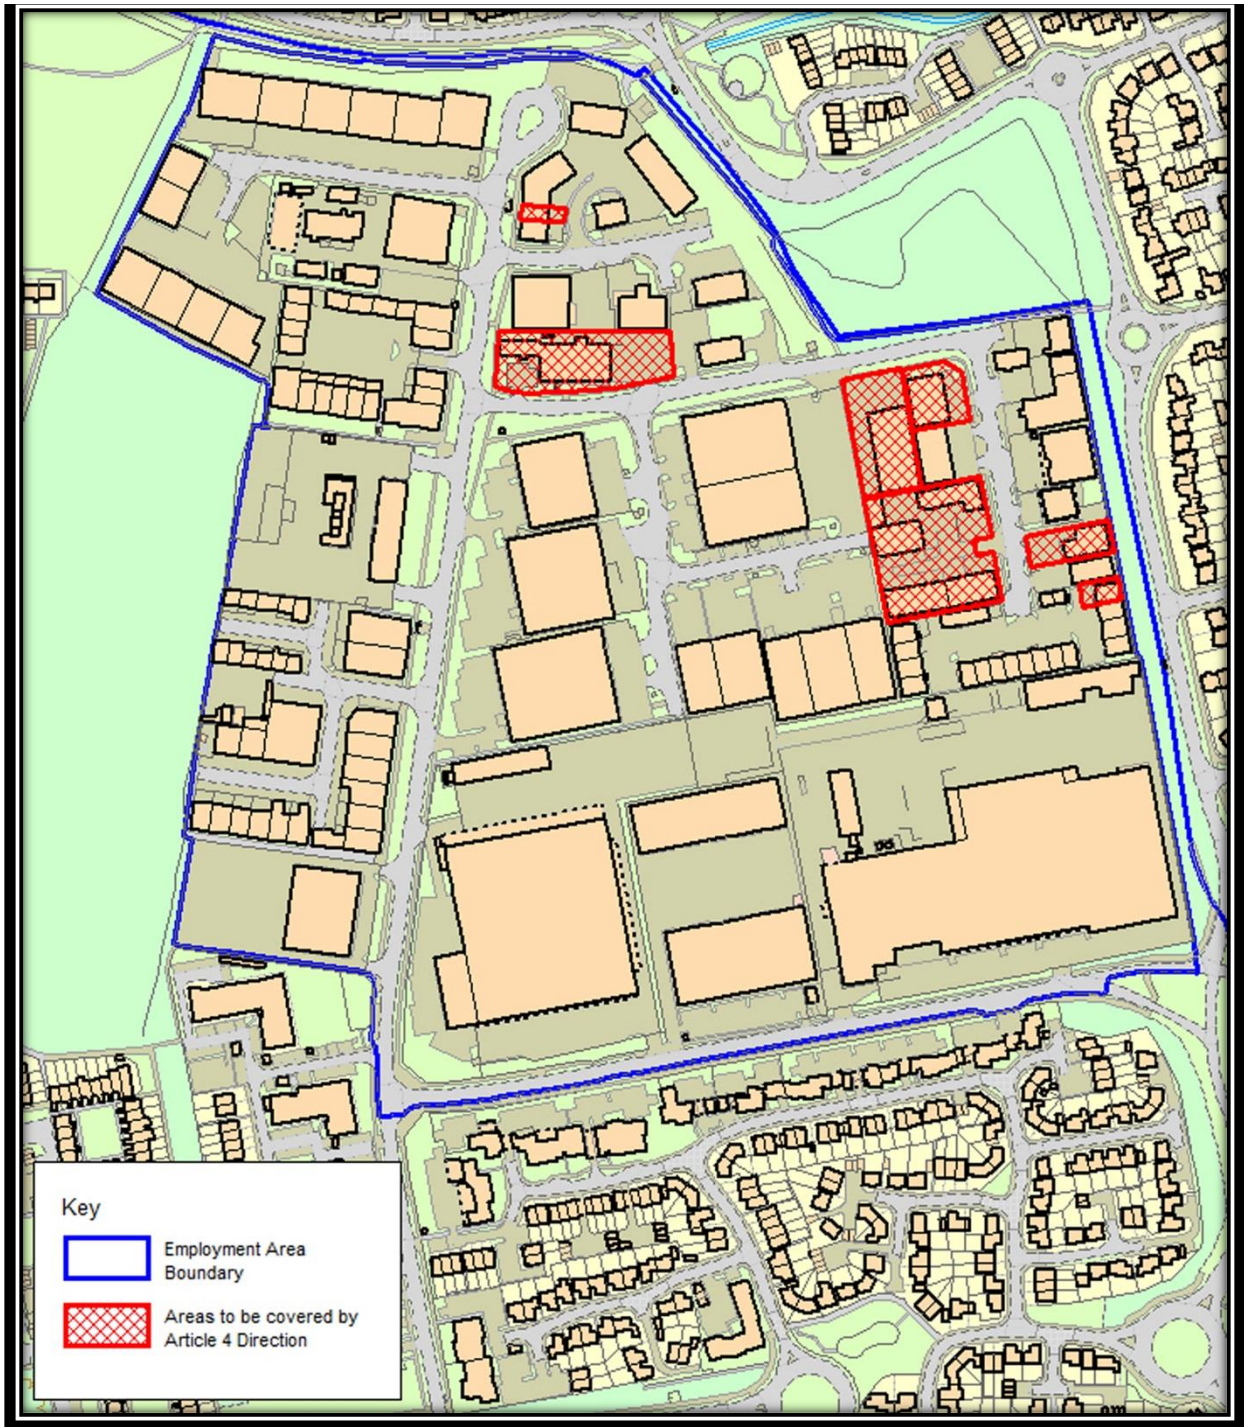 Key
Employment Area
Boundary
Areas to be covered by
Article 4 Direction